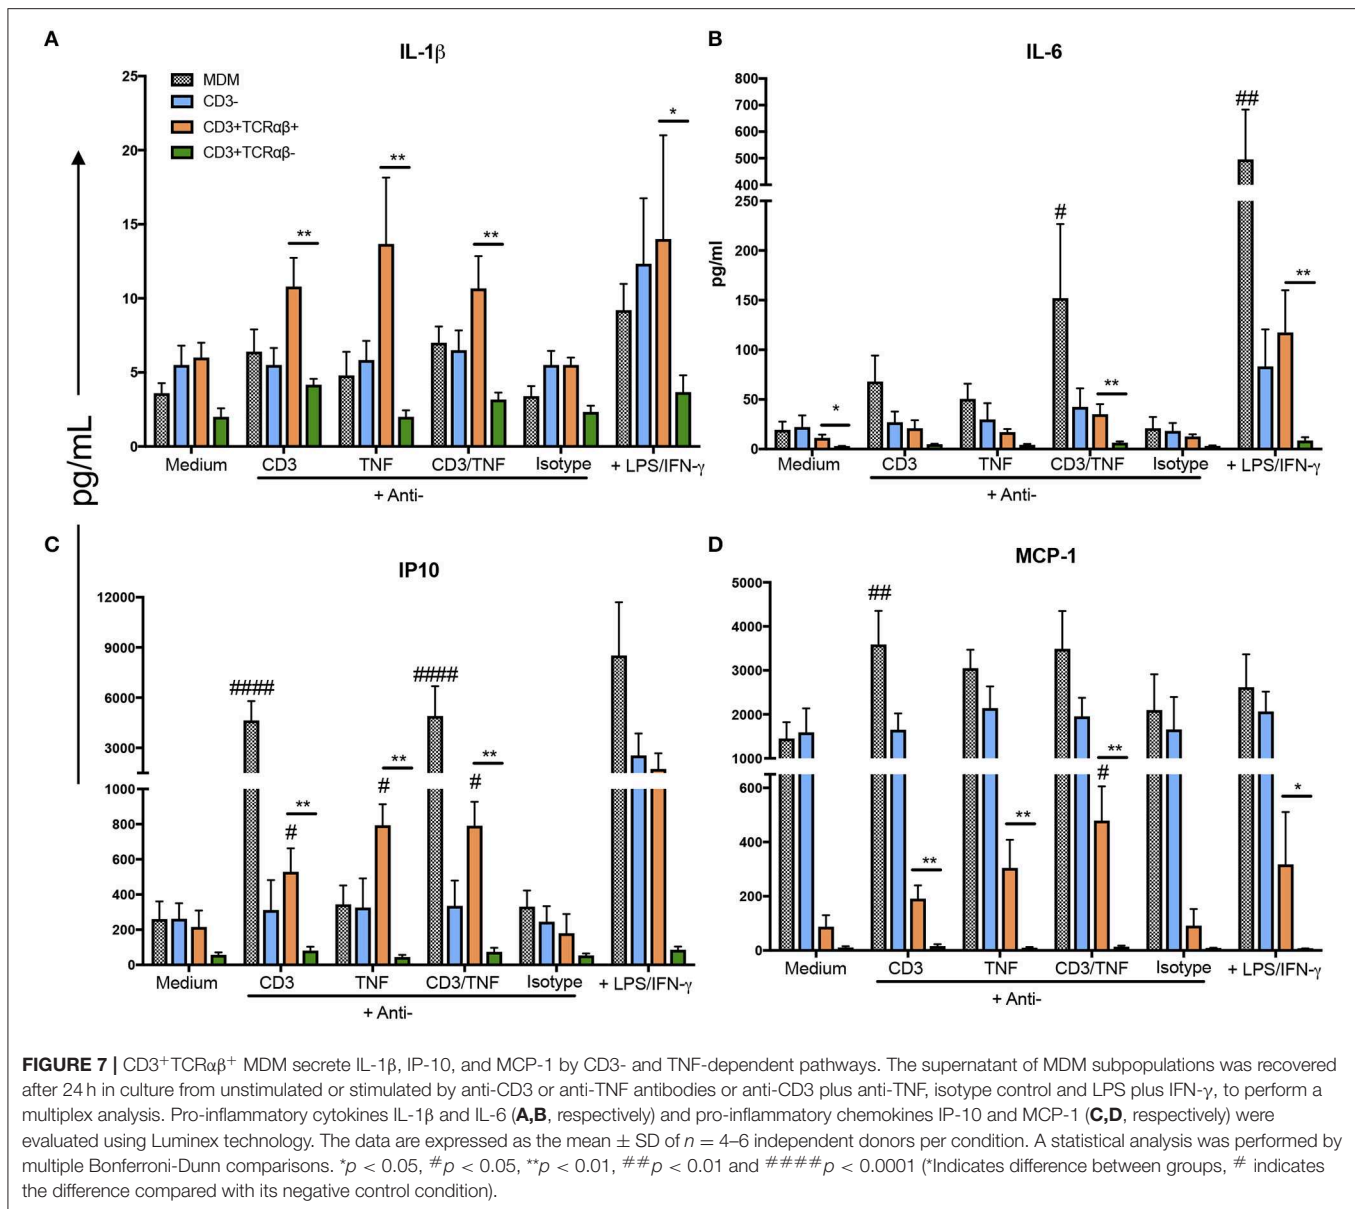 A
IL-1β
25
20
15
10
5
0
MDM
CD3-
CD3+TCRαβ+
CD3+TCRαβ-
**
**
**
*
Medium CD3 TNF CD3/TNF Isotype + LPS/IFN-γ
+ Anti-
pg/mL
B
IL-6
800
700
600
500
400
250
200
150
100
50
0
pg/ml
*
#
**
##
**
Medium CD3 TNF CD3/TNF Isotype + LPS/IFN-γ
+ Anti-
C
IP10
12000
9000
6000
3000
1000
800
600
400
200
0
####
#
**
#
**
####
#
**
Medium CD3 TNF CD3/TNF Isotype + LPS/IFN-γ
+ Anti-
D
MCP-1
5000
4000
3000
2000
1000
600
400
200
0
##
**
**
**
#
*
Medium CD3 TNF CD3/TNF Isotype + LPS/IFN-γ
+ Anti-
FIGURE 7 | CD3⁺TCRαβ⁺ MDM secrete IL-1β, IP-10, and MCP-1 by CD3- and TNF-dependent pathways. The supernatant of MDM subpopulations was recovered
after 24 h in culture from unstimulated or stimulated by anti-CD3 or anti-TNF antibodies or anti-CD3 plus anti-TNF, isotype control and LPS plus IFN-γ, to perform a
multiplex analysis. Pro-inflammatory cytokines IL-1β and IL-6 (A,B, respectively) and pro-inflammatory chemokines IP-10 and MCP-1 (C,D, respectively) were
evaluated using Luminex technology. The data are expressed as the mean ± SD of n = 4–6 independent donors per condition. A statistical analysis was performed by
multiple Bonferroni-Dunn comparisons. *p < 0.05, #p < 0.05, **p < 0.01, ##p < 0.01 and ####p < 0.0001 (*Indicates difference between groups, # indicates
the difference compared with its negative control condition).